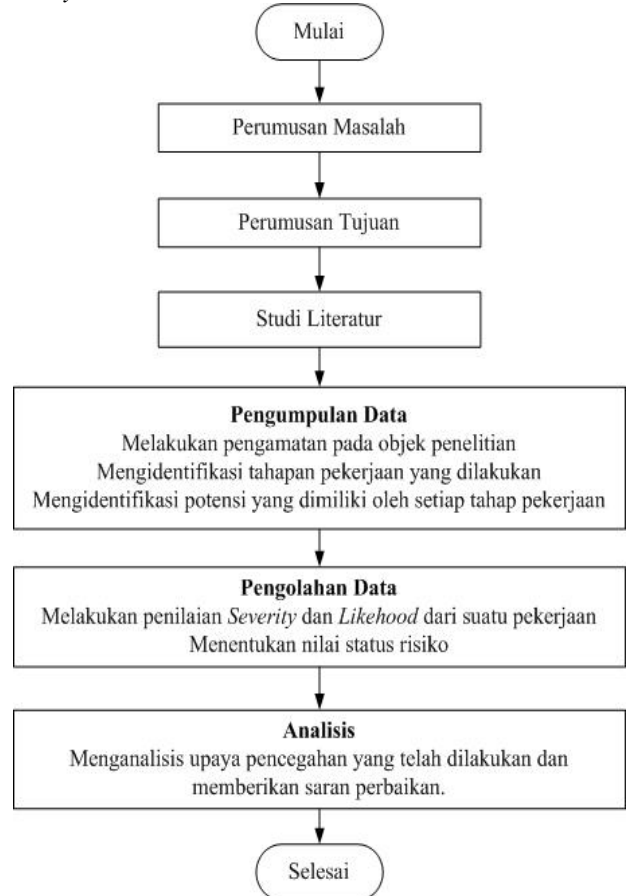 Mulai
Perumusan Masalah
Perumusan Tujuan
Studi Literatur
Pengumpulan Data
Melakukan pengamatan pada objek penelitian
Mengidentifikasi tahapan pekerjaan yang dilakukan
Mengidentifikasi potensi yang dimiliki oleh setiap tahap pekerjaan
Pengolahan Data
Melakukan penilaian Severity dan Likehood dari suatu pekerjaan
Menentukan nilai status risiko
Analisis
Menganalisis upaya pencegahan yang telah dilakukan dan
memberikan saran perbaikan.
Selesai